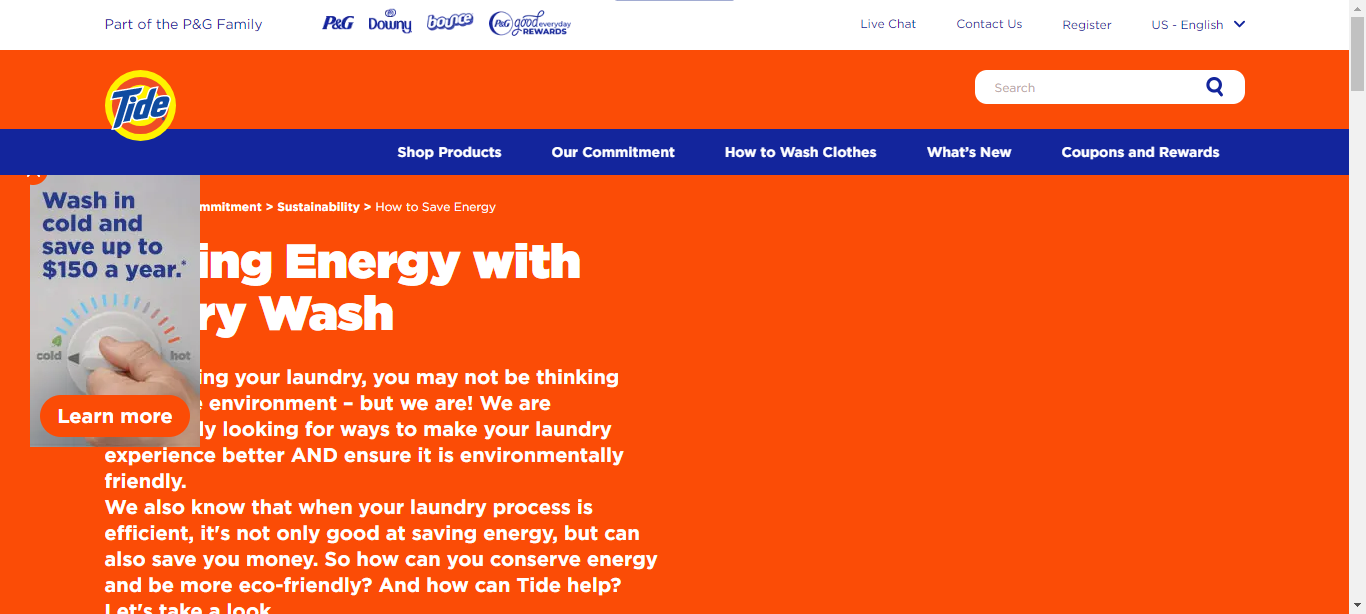 Part of the P&G Family
P&G
Downy
bounce
P&G good everyday
REWARDS
Live Chat
Contact Us
Register
US - English
Tide
Search
Shop Products
Our Commitment
How to Wash Clothes
What's New
Coupons and Rewards
mmitment > Sustainability > How to Save Energy
Wash in
cold and
save up to
$150 a year.*
cold
hot
Learn more
ing Energy with
ry Wash
ing your laundry, you may not be thinking
environment – but we are! We are
ly looking for ways to make your laundry
experience better AND ensure it is environmentally
friendly.
We also know that when your laundry process is
efficient, it's not only good at saving energy, but can
also save you money. So how can you conserve energy
and be more eco-friendly? And how can Tide help?
Let's take a look